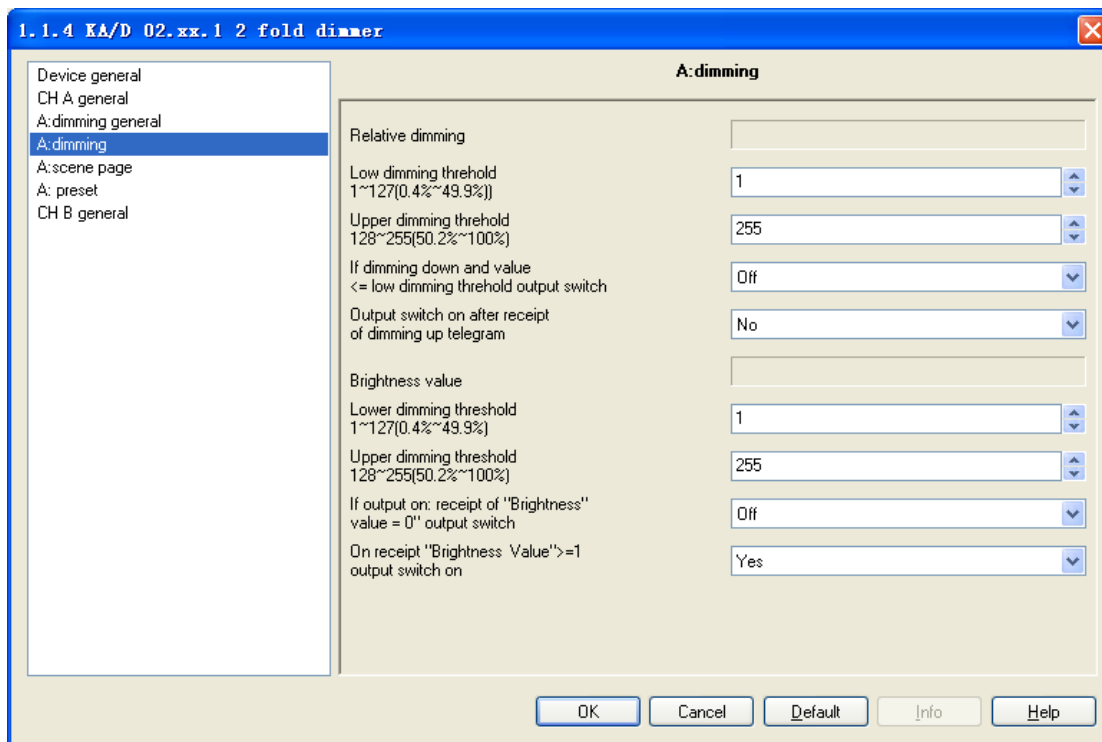 1.1.4 KA/D 02.xx.1 2 fold dimmer
Device general
CH A general
A:dimming general
A:dimming
A:scene page
A: preset
CH B general
A:dimming
Relative dimming
Low dimming threhold
1~127(0.4%~49.9%))
1
Upper dimming threhold
128~255(50.2%~100%)
255
If dimming down and value
<= low dimming threhold output switch
Off
Output switch on after receipt
of dimming up telegram
No
Brightness value
Lower dimming threshold
1~127(0.4%~49.9%)
1
Upper dimming threshold
128~255(50.2%~100%)
255
If output on: receipt of "Brightness"
value = 0" output switch
Off
On receipt "Brightness Value">=1
output switch on
Yes
OK
Cancel
Default
Info
Help